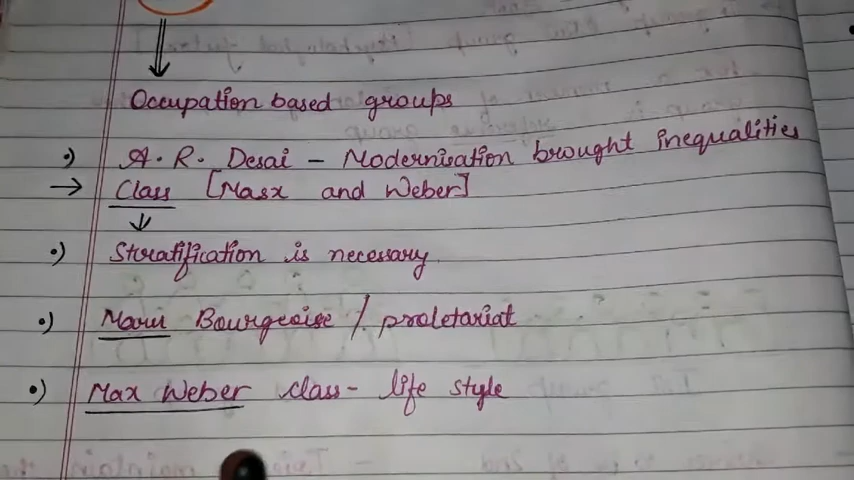 Occupation based groups
•) A. R. Desai – Modernisation brought inequalities
→ Class [Marx and Weber]
•) Stratification is necessary
•) Bourgeoise / proletariat
•) Max Weber class - life style